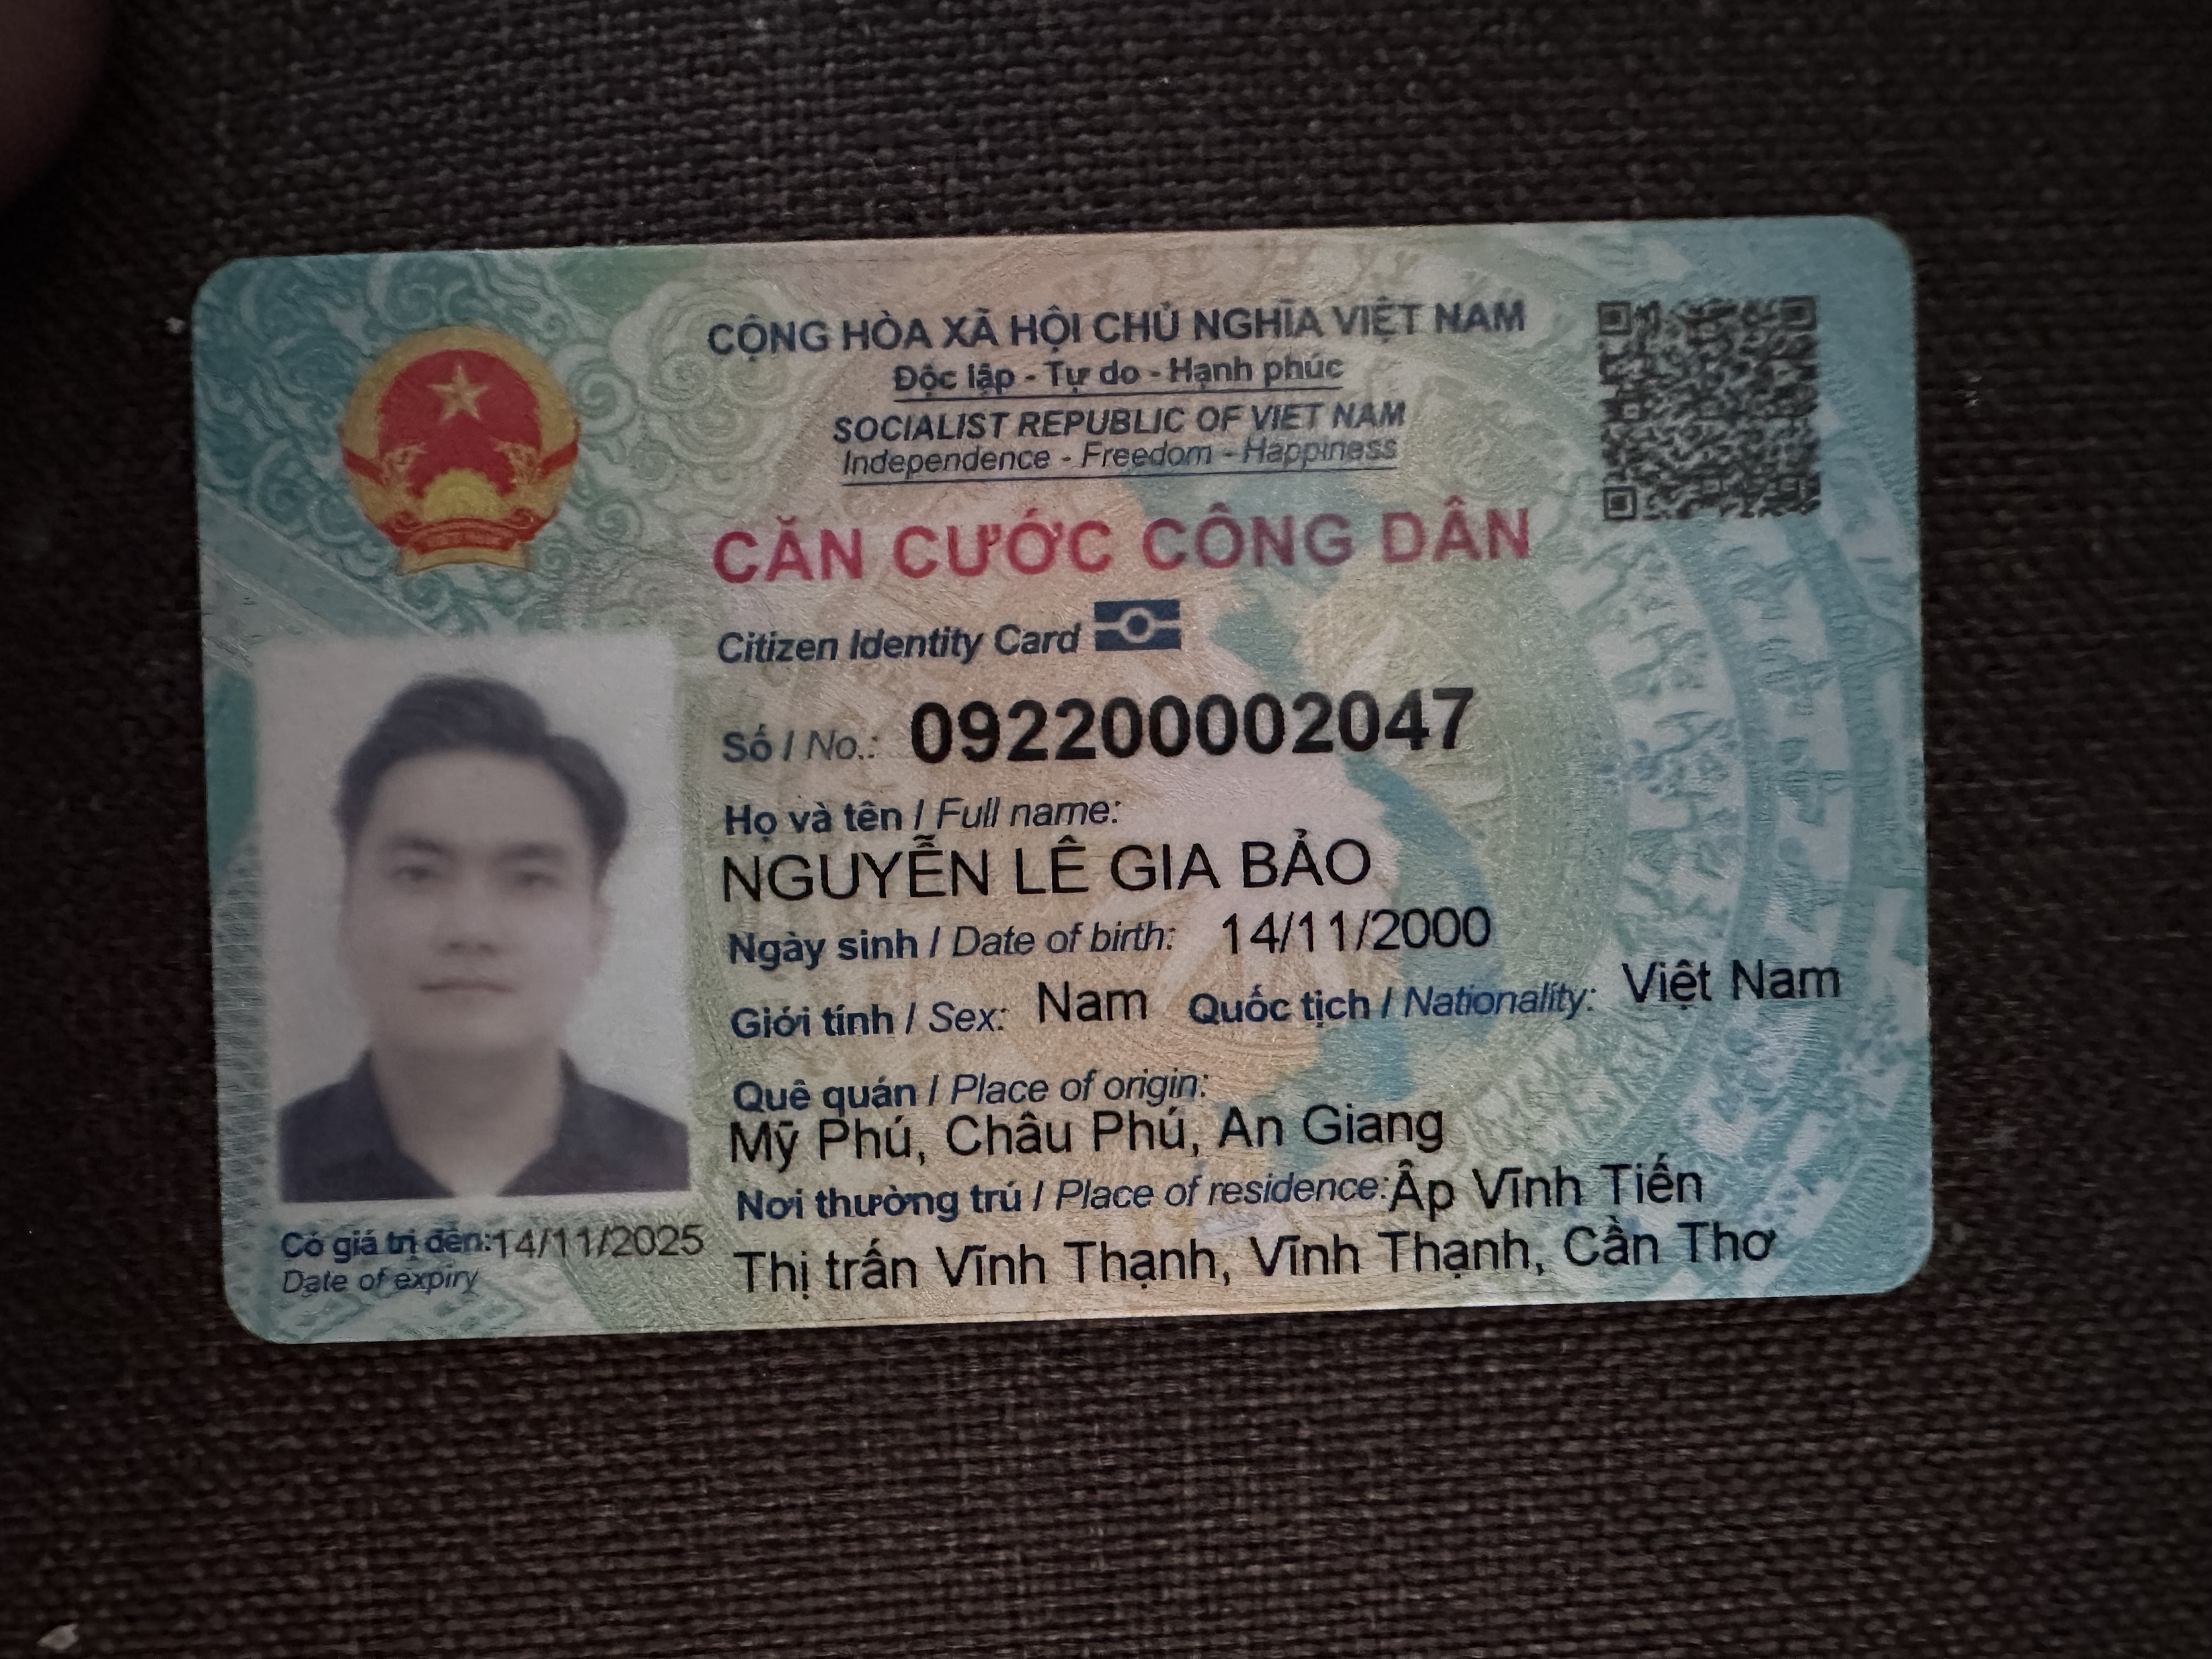 CỘNG HÒA XÃ HỘI CHỦ NGHĨA VIỆT NAM
Độc lập - Tự do - Hạnh phúc
SOCIALIST REPUBLIC OF VIET NAM
Independence - Freedom - Happiness
CĂN CƯỚC CÔNG DÂN
Citizen Identity Card
Số / No.: 092200002047
Họ và tên / Full name:
NGUYỄN LÊ GIA BẢO
Ngày sinh / Date of birth: 14/11/2000
Giới tính / Sex: Nam Quốc tịch / Nationality: Việt Nam
Quê quán / Place of origin:
Mỹ Phú, Châu Phú, An Giang
Nơi thường trú / Place of residence: Ấp Vĩnh Tiến
Thị trấn Vĩnh Thạnh, Vĩnh Thạnh, Cần Thơ
Có giá trị đến: 14/11/2025
Date of expiry